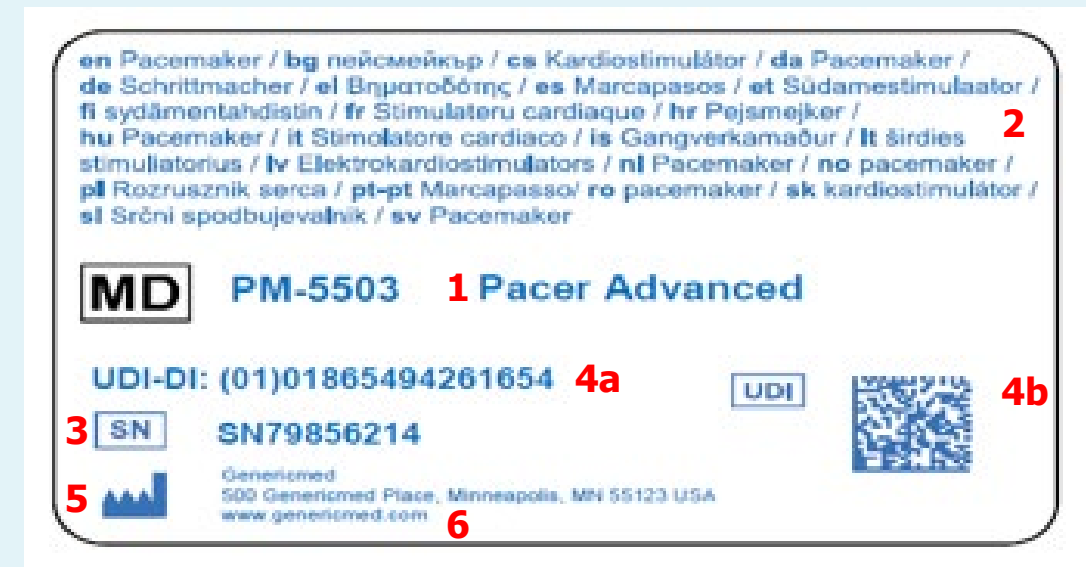 en Pacemaker / bg пейсмейкър / cs Kardiostimulátor / da Pacemaker /
de Schrittmacher / el Βηματοδότης / es Marcapasos / et Südamestimulaator /
fi sydämentahdistin / fr Stimulateru cardiaque / hr Pejsmejker /
2
hu Pacemaker / it Stimolatore cardiaco / is Gangverkamaður / lt širdies
stimuliatorius / lv Elektrokardiostimulators / nl Pacemaker / no pacemaker /
pl Rozrusznik serca / pt-pt Marcapasso/ ro pacemaker / sk kardiostimulátor /
sl Srčni spodbujevalnik / sv Pacemaker
MD PM-5503 1 Pacer Advanced
UDI-DI: (01)01865494261654 4a UDI 4b
3 SN SN79856214
5 Genericmed
500 Genericmed Place, Minneapolis, MN 55123 USA
www.genericmed.com 6